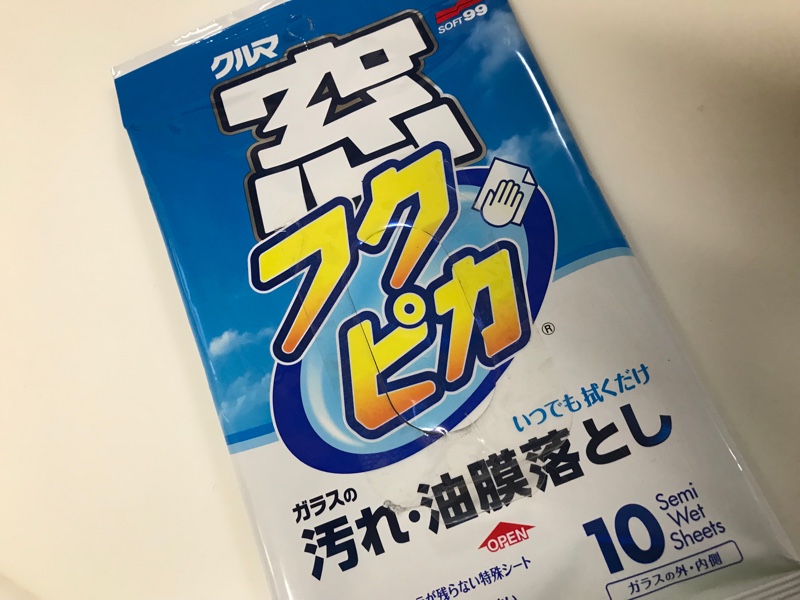 SOFT99
クルマ
窓
フク
ピカ
®
いつでも拭くだけ
ガラスの
汚れ・油膜落とし
OPEN
10
Semi
Wet
Sheets
が残らない特殊シート
ガラスの外・内側